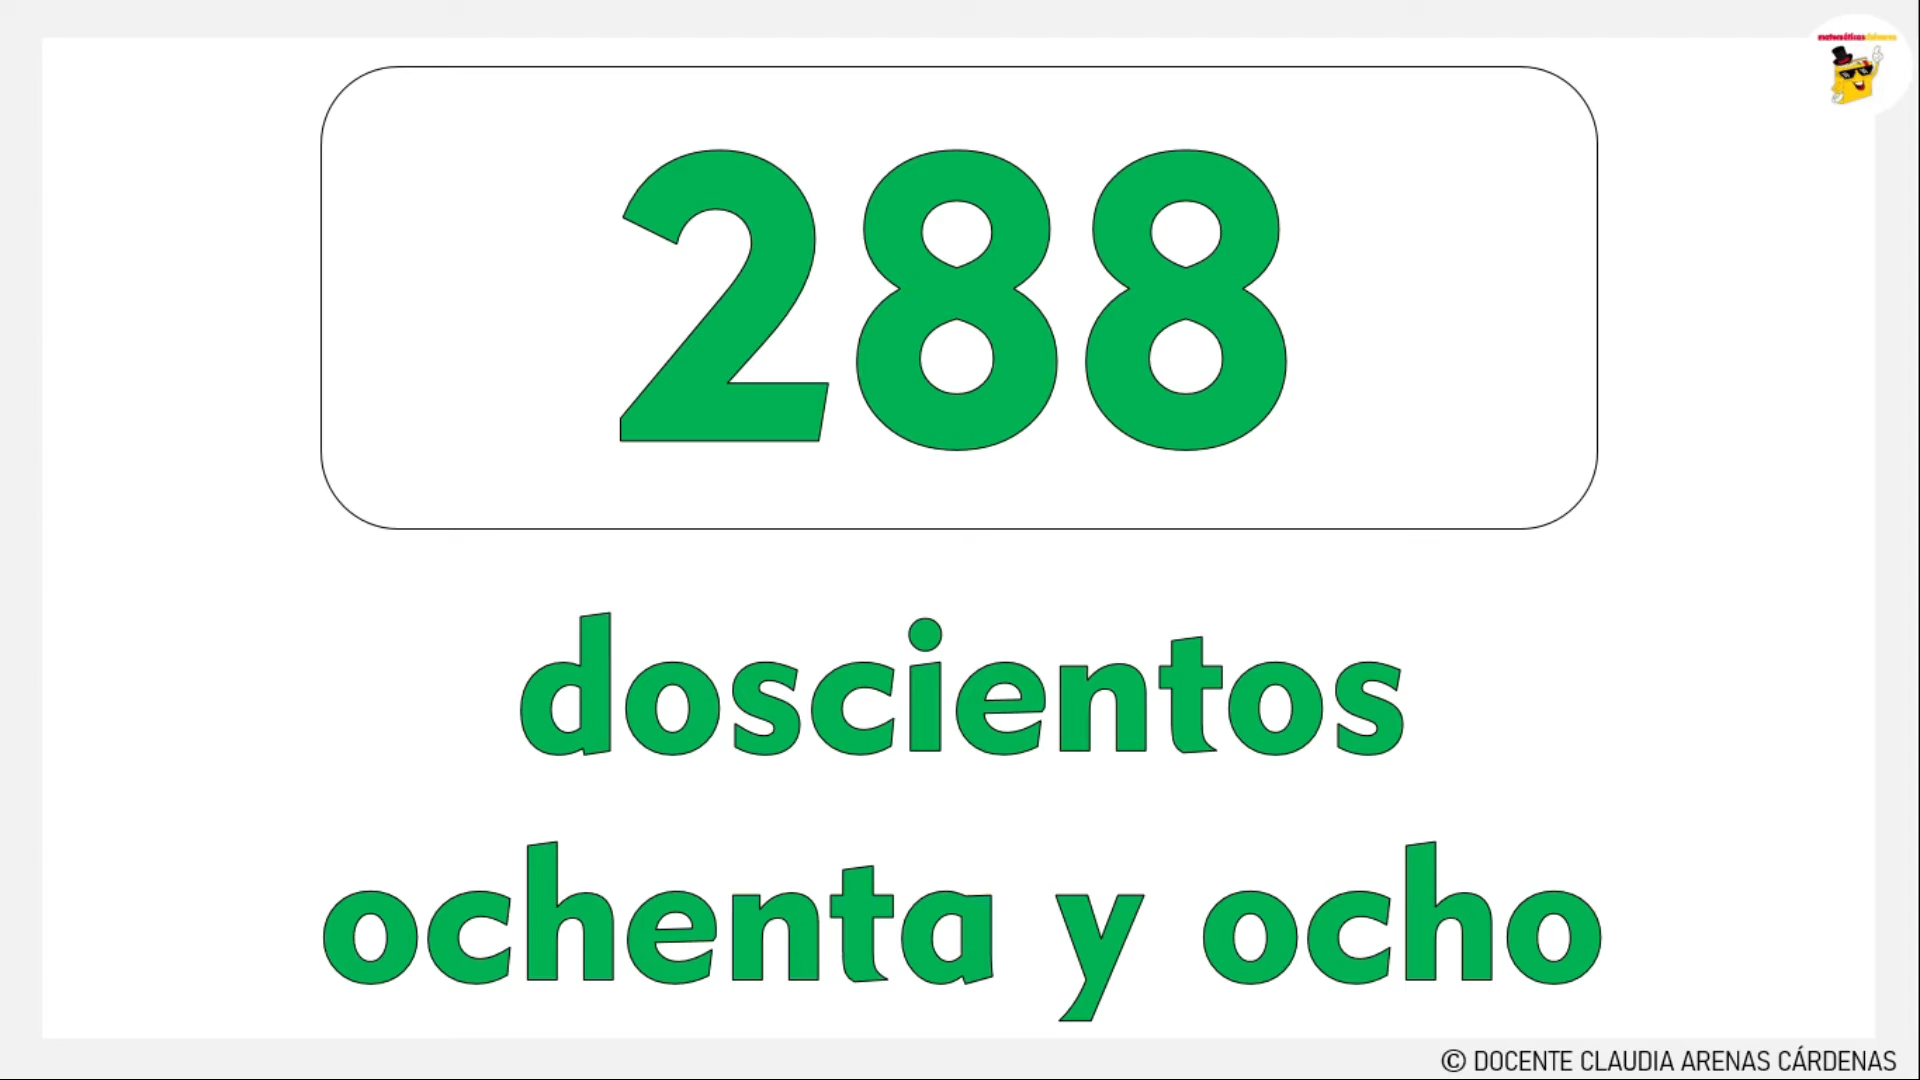 288
doscientos
ochenta y ocho
© DOCENTE CLAUDIA ARENAS CÁRDENAS